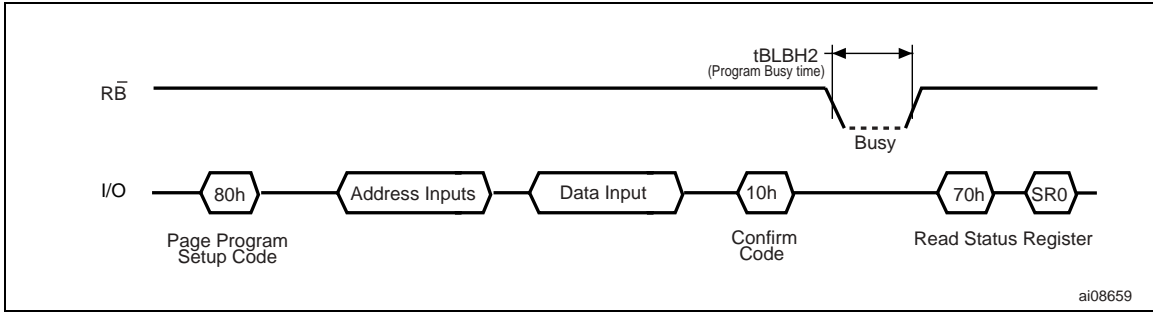 tBLBH2
(Program Busy time)
RB̅
Busy
I/O
80h
Address Inputs
Data Input
10h
70h
SR0
Page Program
Setup Code
Confirm
Code
Read Status Register
ai08659